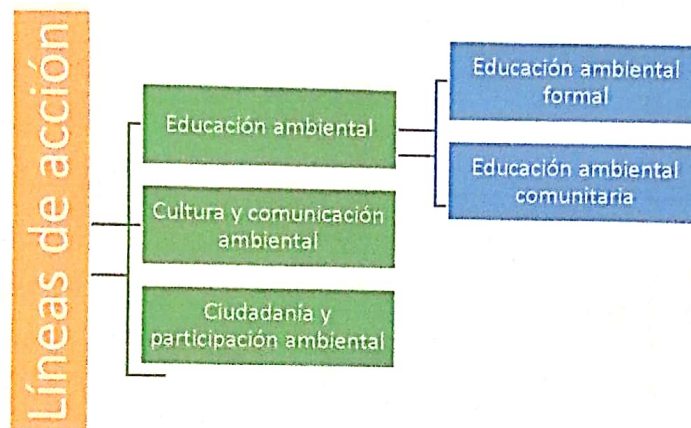 Líneas de acción
Educación ambiental
Cultura y comunicación
ambiental
Ciudadanía y
participación ambiental
Educación ambiental
formal
Educación ambiental
comunitaria